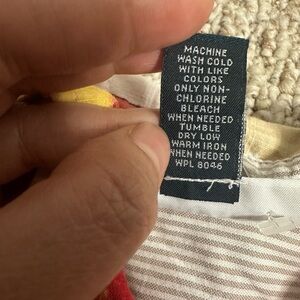 MACHINE
WASH COLD
WITH LIKE
COLORS
ONLY NON-
CHLORINE
BLEACH
WHEN NEEDED
TUMBLE
DRY LOW
WARM IRON
WHEN NEEDED
WPL 8046